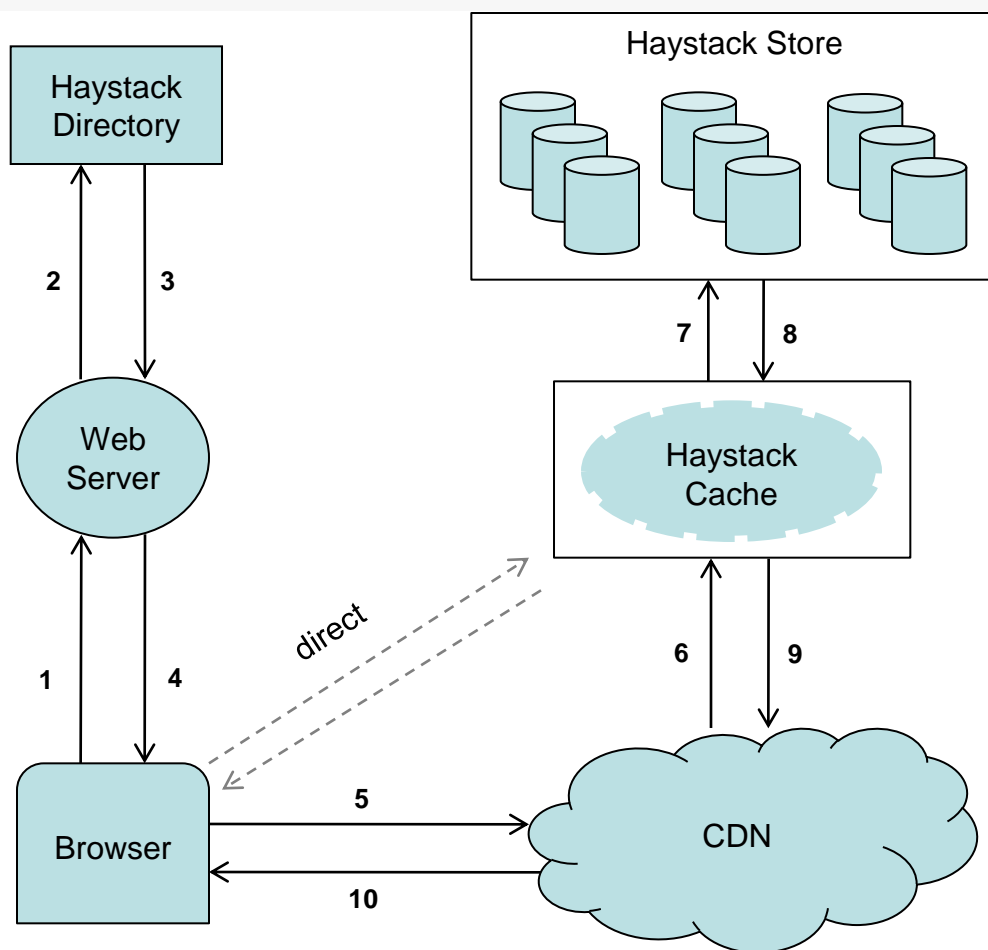 Haystack Store
Haystack
Directory
2
3
7
8
Web
Server
Haystack
Cache
direct
1
4
6
9
5
Browser
CDN
10